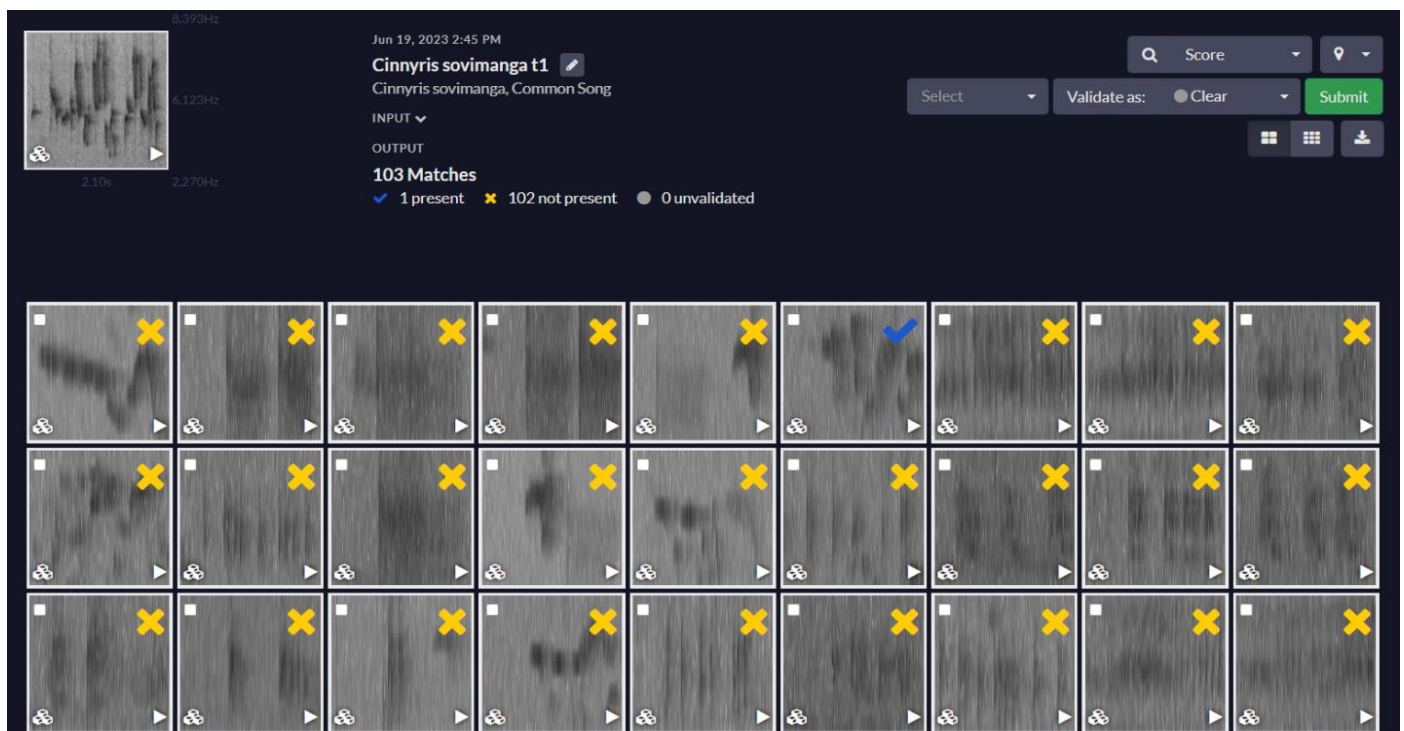 8,393Hz
6,123Hz
2.10s
2,270Hz
Jun 19, 2023 2:45 PM
Cinnyris sovimanga t1
Cinnyris sovimanga, Common Song
INPUT
OUTPUT
103 Matches
1 present 102 not present 0 unvalidated
Score
Select
Validate as: Clear
Submit